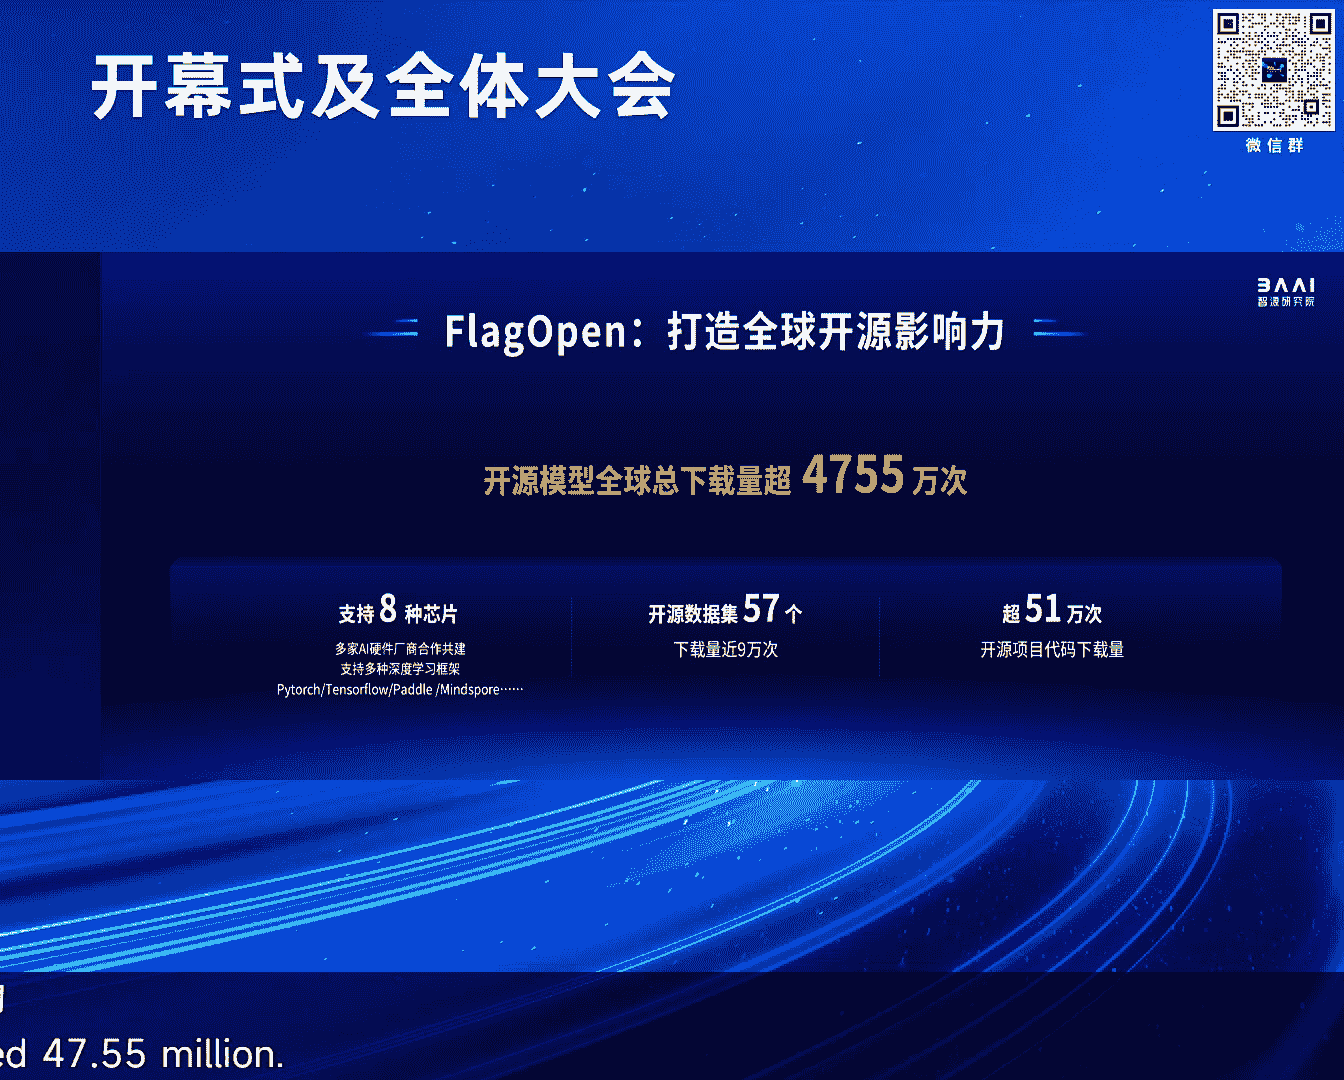 开幕式及全体大会
微信群
BAAI
智源研究院
FlagOpen：打造全球开源影响力
开源模型全球总下载量超 4755 万次
支持 8 种芯片
多家AI硬件厂商合作共建
支持多种深度学习框架
Pytorch/Tensorflow/Paddle /Mindspore……
开源数据集 57 个
下载量近9万次
超 51 万次
开源项目代码下载量
ed 47.55 million.